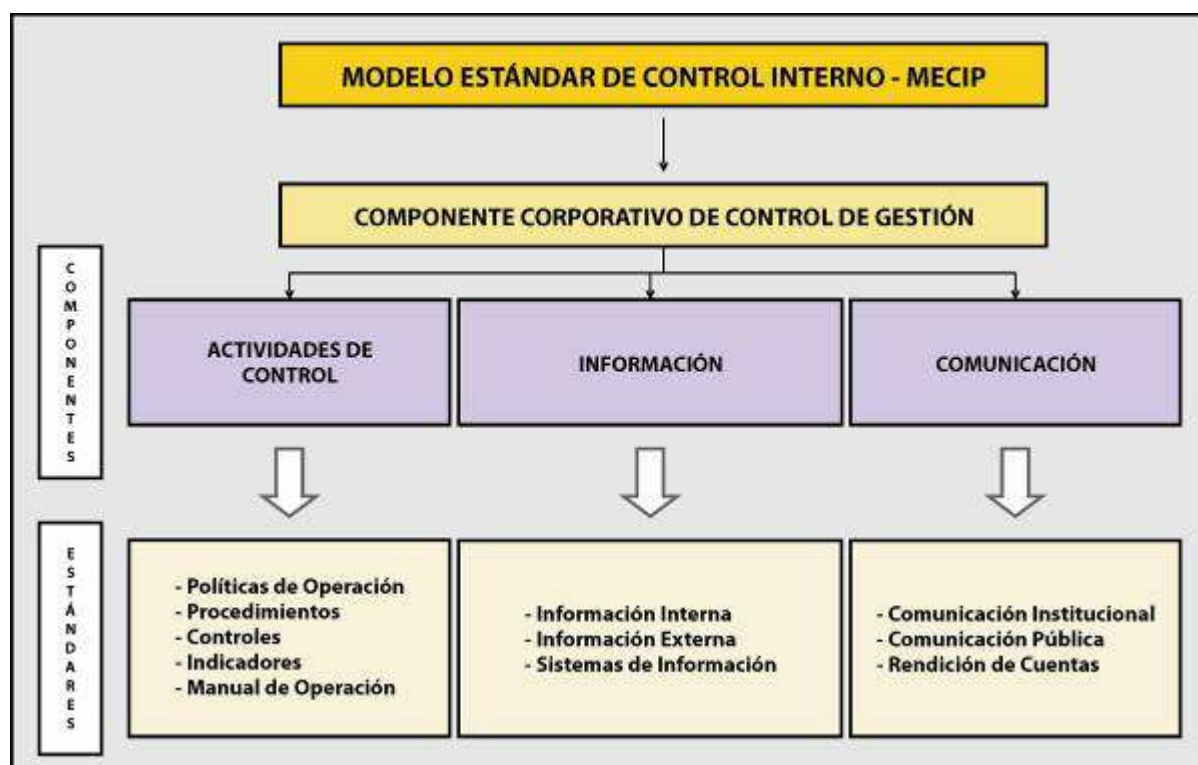 MODELO ESTÁNDAR DE CONTROL INTERNO - MECIP
COMPONENTE CORPORATIVO DE CONTROL DE GESTIÓN
COMPONENTES
ACTIVIDADES DE
CONTROL
INFORMACIÓN
COMUNICACIÓN
ESTÁNDARES
- Políticas de Operación
- Procedimientos
- Controles
- Indicadores
- Manual de Operación
- Información Interna
- Información Externa
- Sistemas de Información
- Comunicación Institucional
- Comunicación Pública
- Rendición de Cuentas